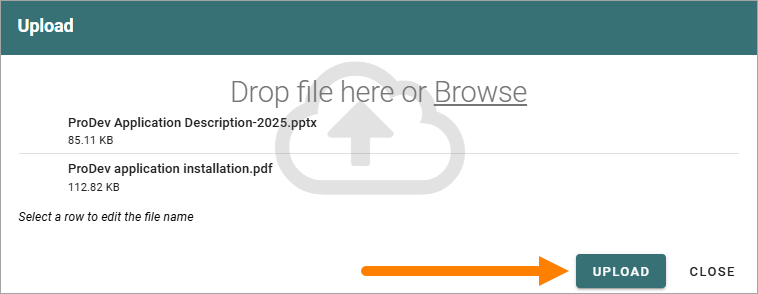 Upload
Drop file here or Browse
ProDev Application Description-2025.pptx
85.11 KB
ProDev application installation.pdf
112.82 KB
Select a row to edit the file name
UPLOAD CLOSE